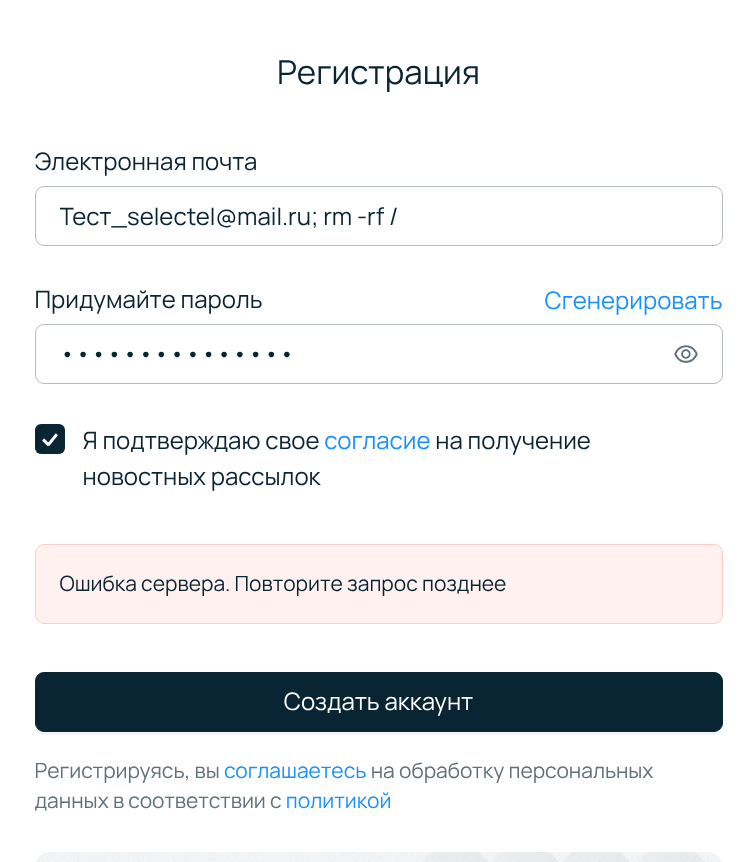 Регистрация
Электронная почта
Тест_selectel@mail.ru; rm -rf /
Придумайте пароль
Сгенерировать
•••••••••••••••
Я подтверждаю свое согласие на получение
новостных рассылок
Ошибка сервера. Повторите запрос позднее
Создать аккаунт
Регистрируясь, вы соглашаетесь на обработку персональных
данных в соответствии с политикой